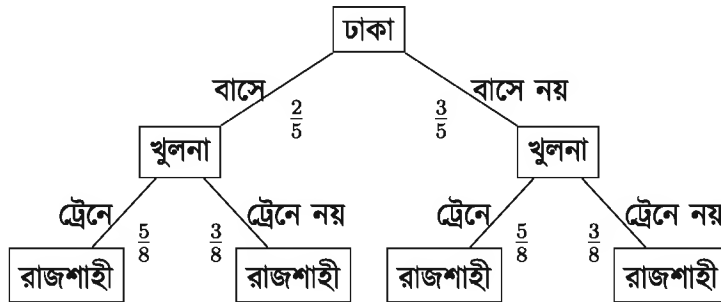 ঢাকা
বাসে বাসে নয়
2/5 3/5
খুলনা খুলনা
ট্রেনে ট্রেনে নয় ট্রেনে ট্রেনে নয়
5/8 3/8 5/8 3/8
রাজশাহী রাজশাহী রাজশাহী রাজশাহী